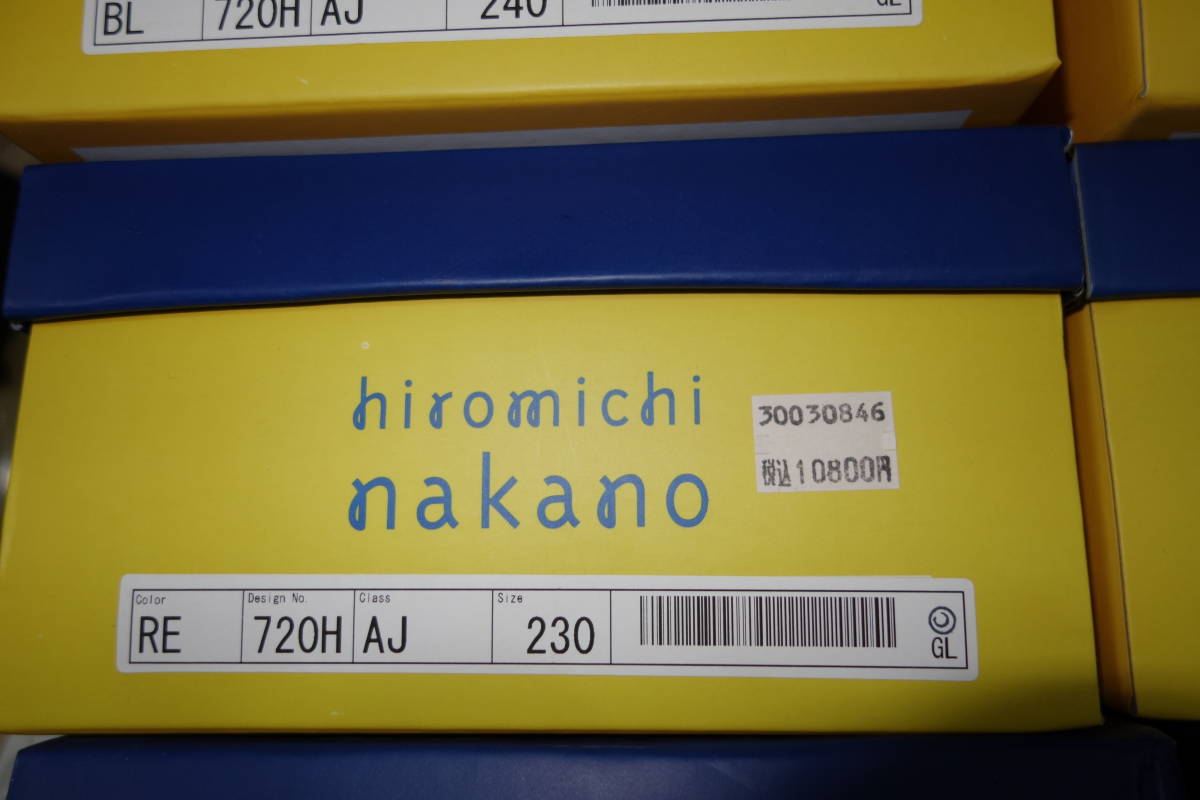 BL 720H AJ 240 GL
hiromichi
nakano
30030846
税込10800円
Color Design No. Class Size
RE 720H AJ 230 GL